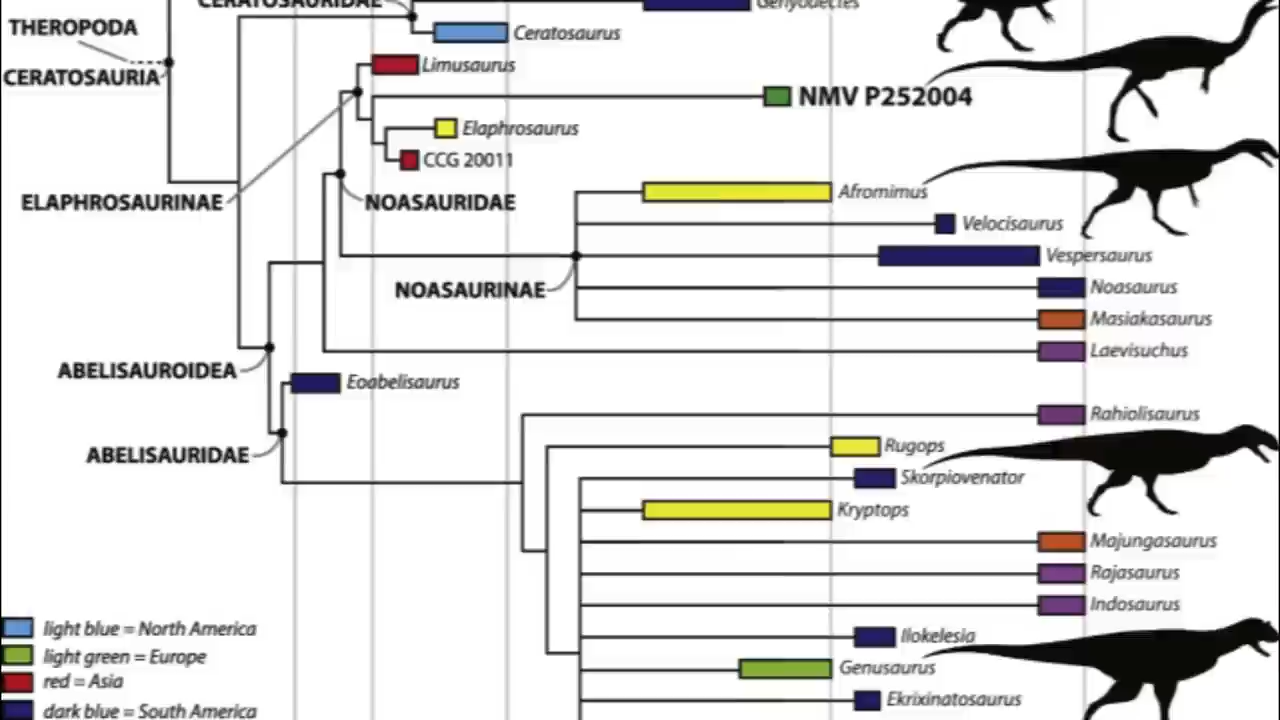 CERATOSAURIDAE
Genyodectes
THEROPODA
Ceratosaurus
CERATOSAURIA
Limusaurus
NMV P252004
Elaphrosaurus
CCG 20011
ELAPHROSAURINAE
NOASAURIDAE
Afromimus
Velocisaurus
Vespersaurus
NOASAURINAE
Noasaurus
Masiakasaurus
Laevisuchus
ABELISAUROIDEA
Eoabelisaurus
Rahiolisaurus
ABELISAURIDAE
Rugops
Skorpiovenator
Kryptops
Majungasaurus
Rajasaurus
Indosaurus
light blue = North America
Ilokelesia
light green = Europe
Genusaurus
red = Asia
Ekrixinatosaurus
dark blue = South America